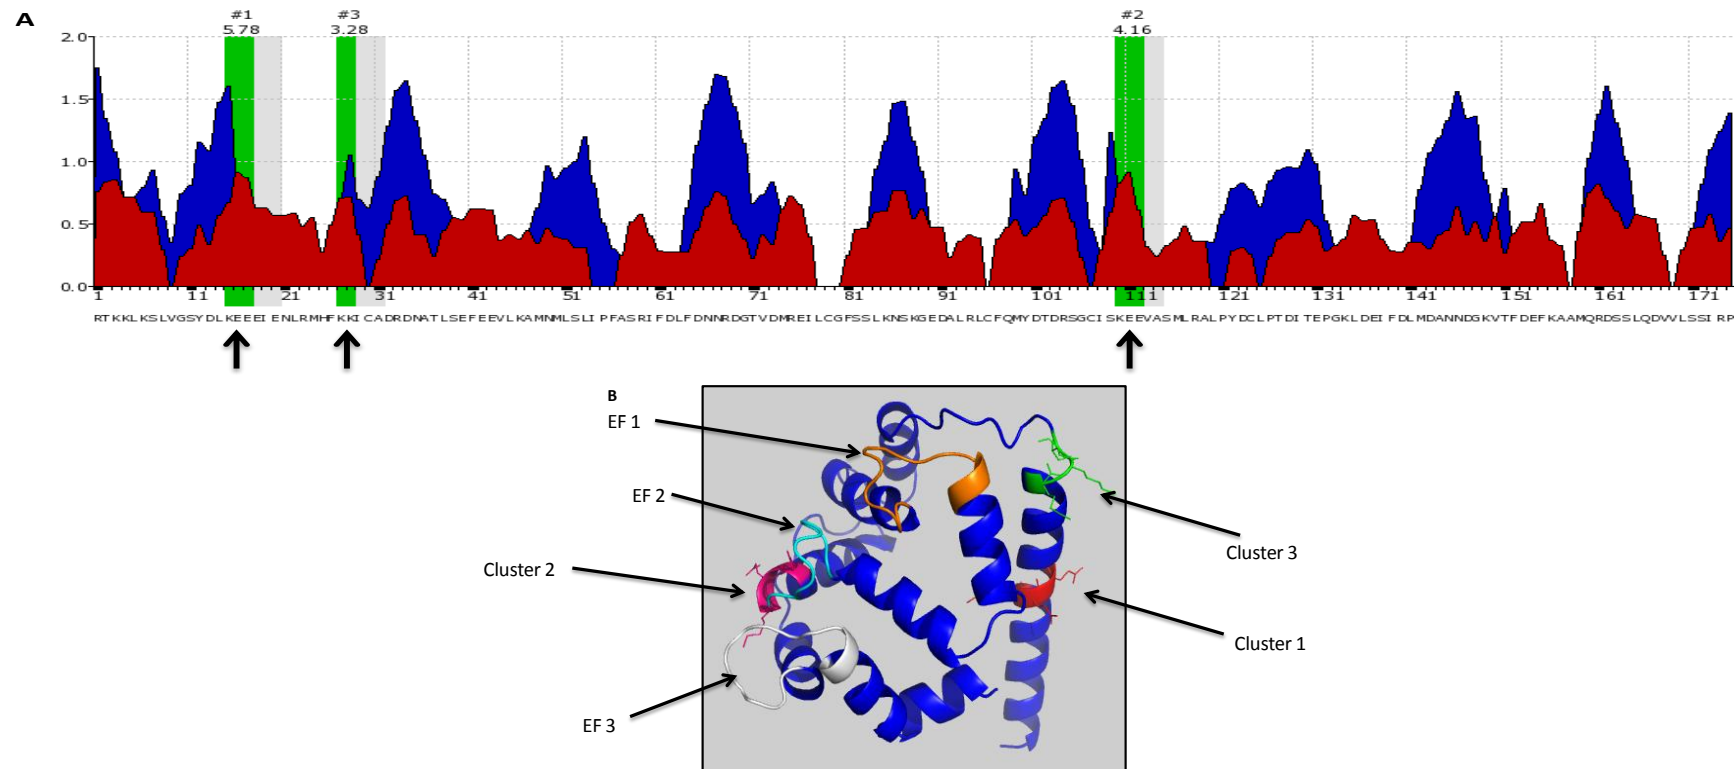 A
#1 #3 #2
5.78 3.28 4.16
2.0
1.5
1.0
0.5
0.0
1 11 21 31 41 51 61 71 81 91 101 111 121 131 141 151 161 171
RTKKLKSLVGSYDLKEEEIENLRMHFKKICADRDNATLSEFEEVLKAMNMLSLIPFASRIFDLFDNNRDGTVDMREILCGFSSLKNSKGEDALRLCFQMYDTDRSGCISKEEVASMLRALPYDCLPTDITEPGKLDEIFDLMDANNDGKVTFDEFKAAMQRDSSLQDVVLSSIRP
B
EF 1
EF 2
Cluster 2
EF 3
Cluster 3
Cluster 1